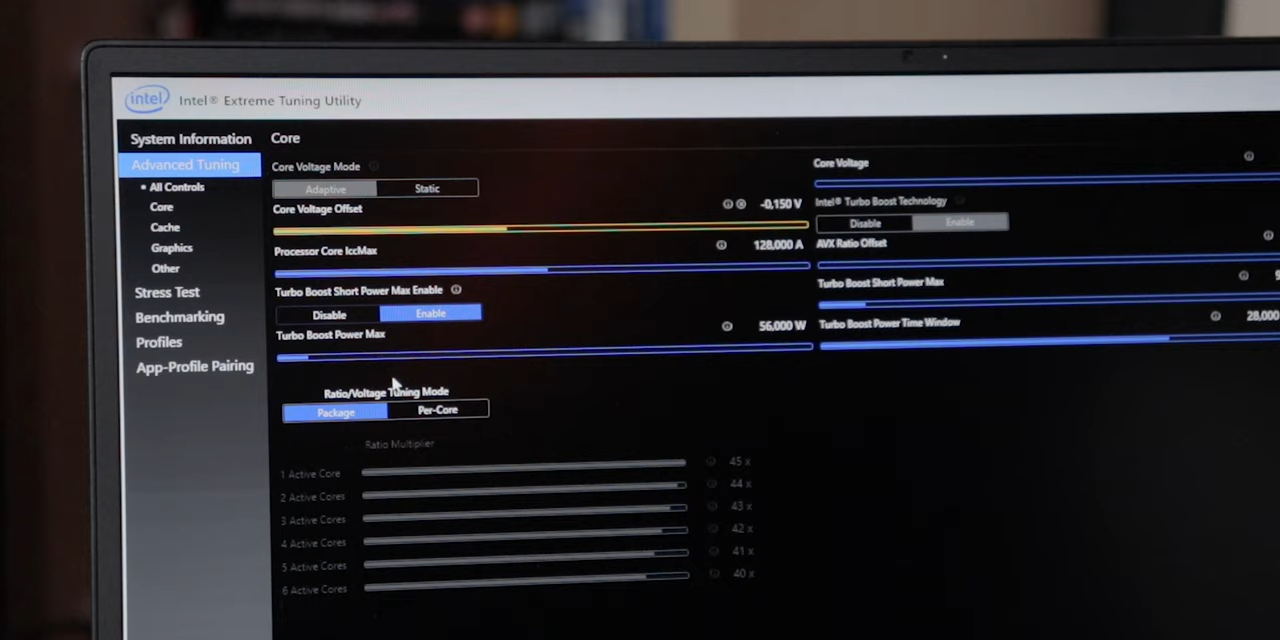 intel Intel® Extreme Tuning Utility
System Information
Advanced Tuning
• All Controls
Core
Cache
Graphics
Other
Stress Test
Benchmarking
Profiles
App-Profile Pairing
Core
Core Voltage Mode
Adaptive Static
Core Voltage Offset -0,150 V
Processor Core IccMax 128,000 A
Turbo Boost Short Power Max Enable
Disable Enable
Turbo Boost Power Max 56,000 W
Core Voltage
Intel® Turbo Boost Technology
Disable Enable
AVX Ratio Offset
Turbo Boost Short Power Max
Turbo Boost Power Time Window 28,000
Ratio/Voltage Tuning Mode
Package Per-Core
Ratio Multiplier
1 Active Core 45 x
2 Active Cores 44 x
3 Active Cores 43 x
4 Active Cores 42 x
5 Active Cores 41 x
6 Active Cores 40 x